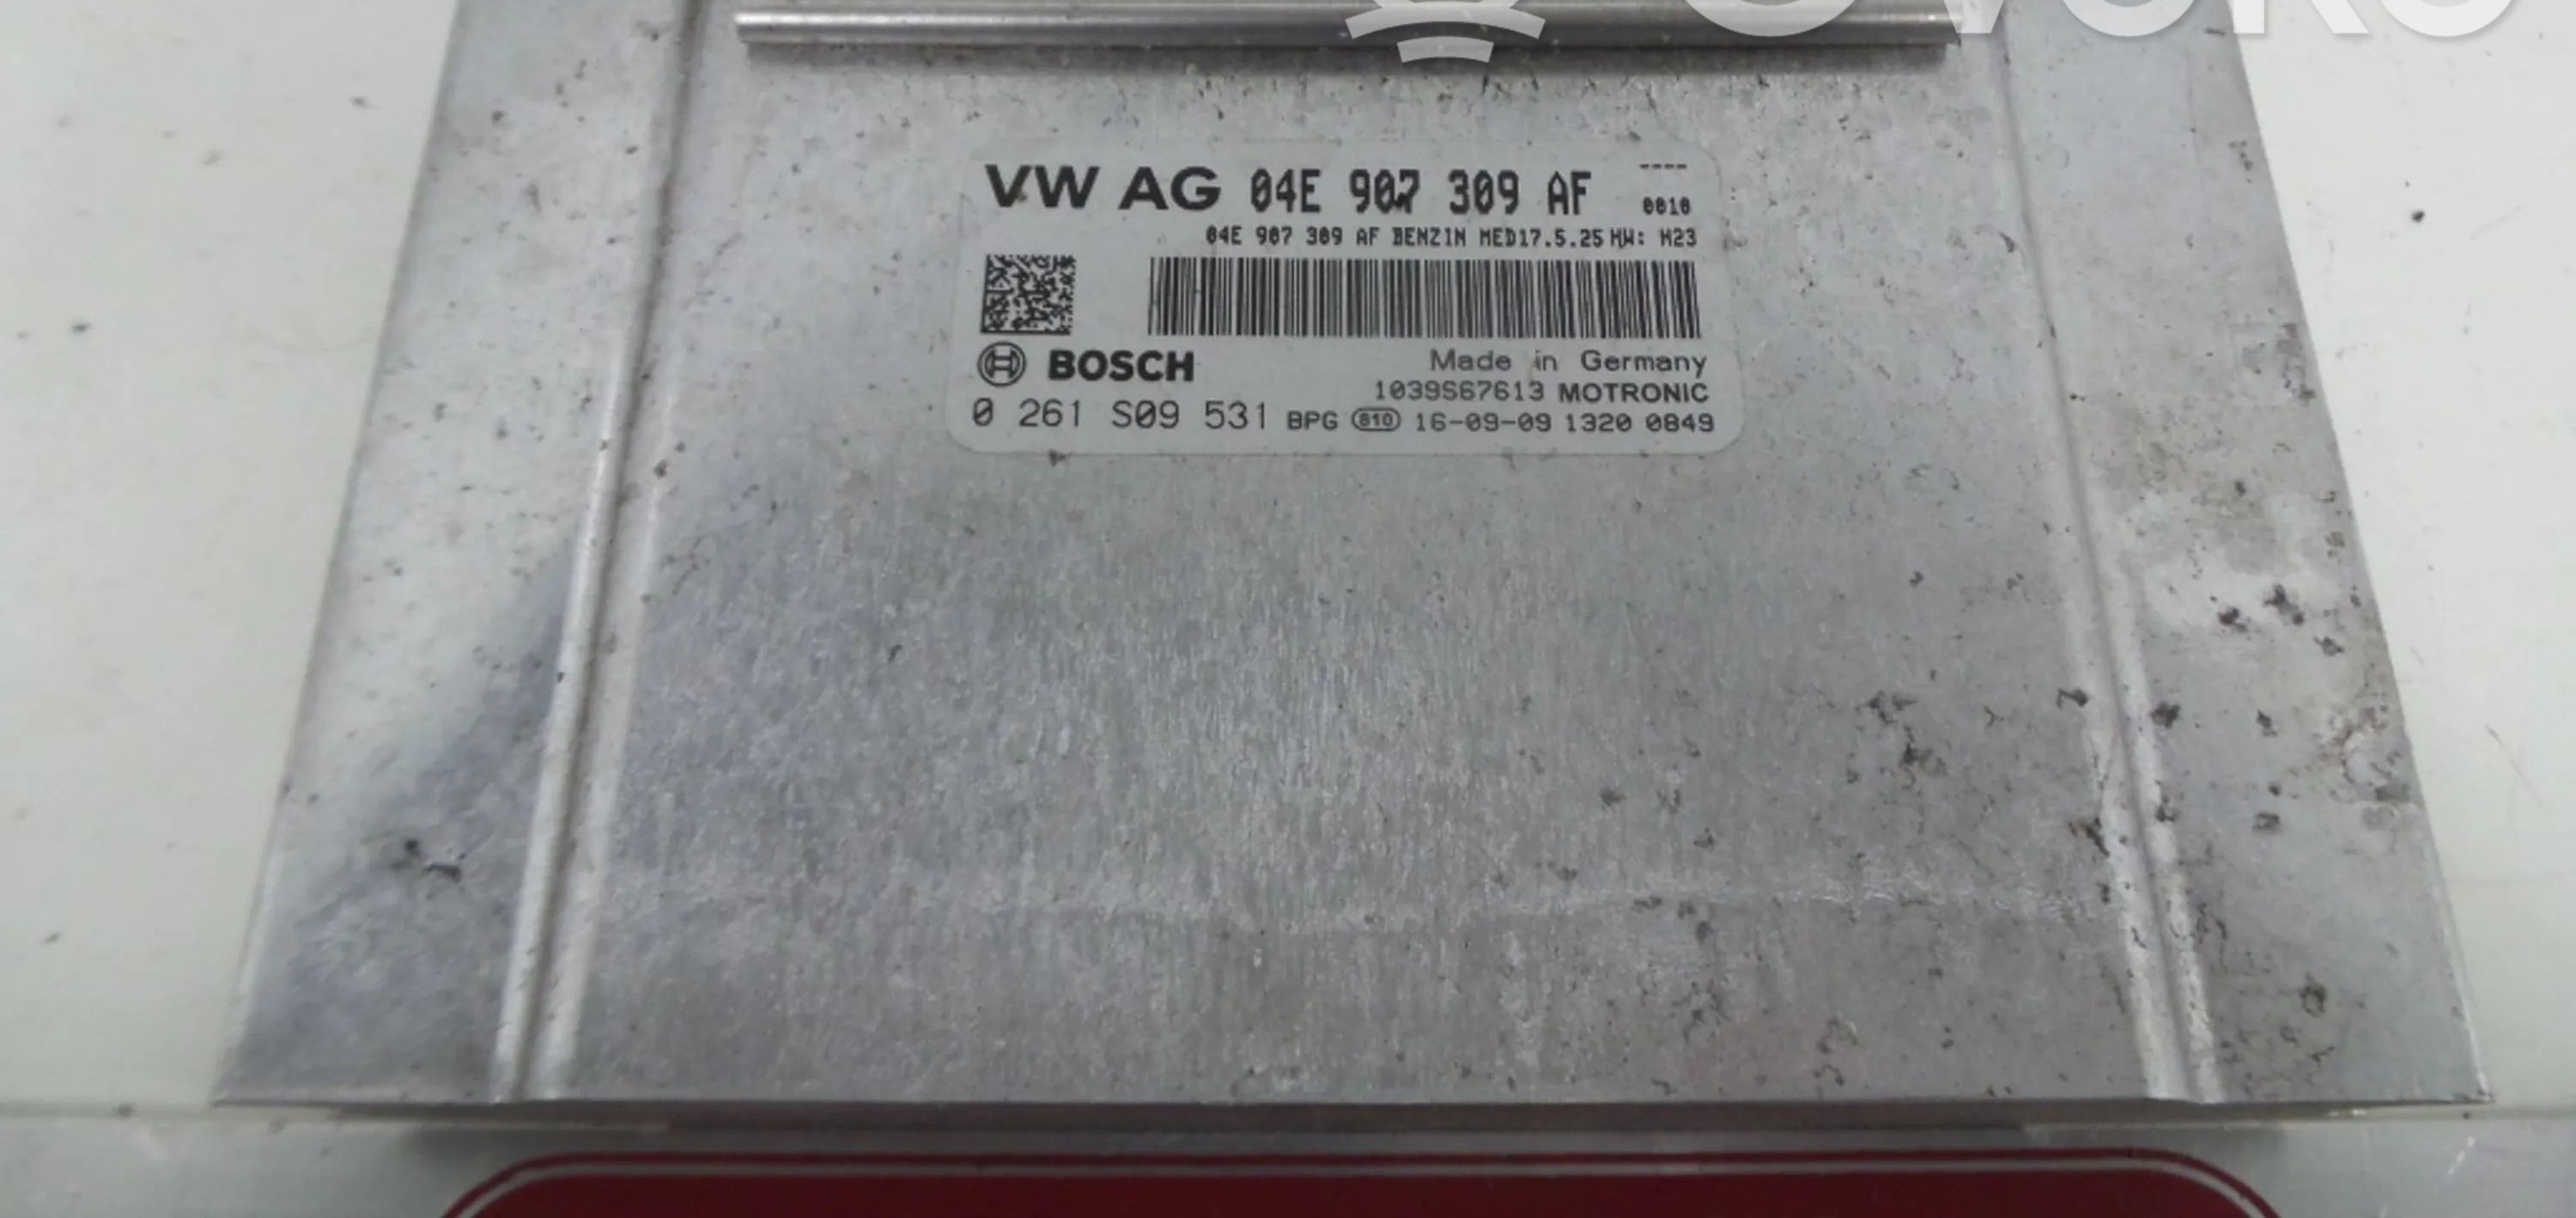 VW AG 04E 907 309 AF ----
0010
04E 907 309 AF BENZIN MED17.5.25 HW: H23
BOSCH
Made in Germany
1039S67613 MOTRONIC
0 261 S09 531 BPG 810 16-09-09 1320 0849